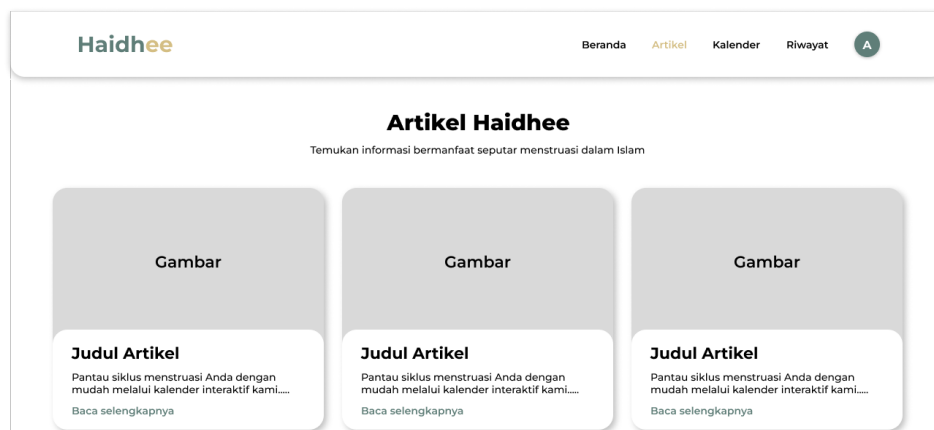 Haidhee
Beranda Artikel Kalender Riwayat A
Artikel Haidhee
Temukan informasi bermanfaat seputar menstruasi dalam Islam
Gambar
Judul Artikel
Pantau siklus menstruasi Anda dengan
mudah melalui kalender interaktif kami.....
Baca selengkapnya
Gambar
Judul Artikel
Pantau siklus menstruasi Anda dengan
mudah melalui kalender interaktif kami.....
Baca selengkapnya
Gambar
Judul Artikel
Pantau siklus menstruasi Anda dengan
mudah melalui kalender interaktif kami.....
Baca selengkapnya